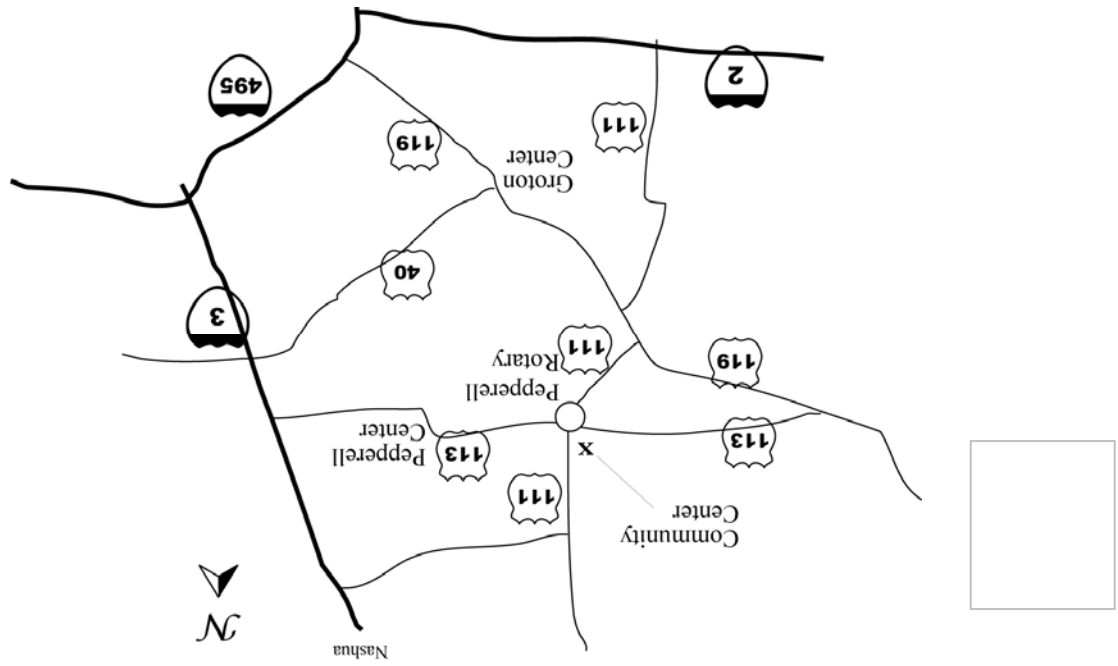 Nashua
N
Community
Center
111
x
113
113
Pepperell
Center
Pepperell
Rotary
119
111
3
40
Groton
Center
119
111
495
2